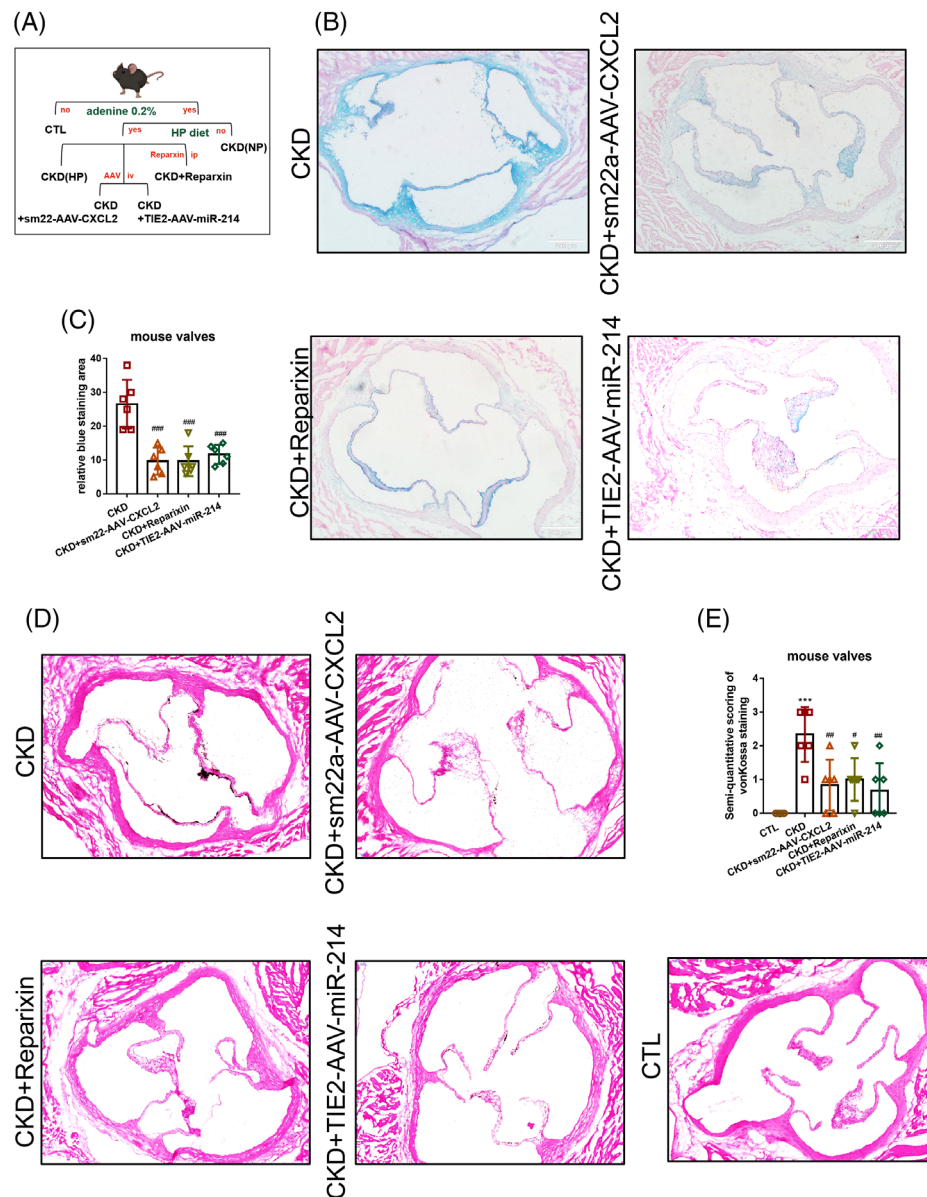 (A)
no
adenine 0.2%
yes
CTL
yes
HP diet
no
CKD(NP)
Reparxin
ip
CKD(HP)
AAV
iv
CKD+Reparxin
CKD
+sm22-AAV-CXCL2
CKD
+TIE2-AAV-miR-214
(B)
CKD
CKD+sm22a-AAV-CXCL2
(C)
mouse valves
relative blue staining area
40
30
20
10
0
###
###
###
CKD
CKD+sm22-AAV-CXCL2
CKD+Reparixin
CKD+TIE2-AAV-miR-214
CKD+Reparixin
CKD+TIE2-AAV-miR-214
(D)
CKD
CKD+sm22a-AAV-CXCL2
(E)
mouse valves
Semi-quantitative scoring of
vonKossa staining
4
3
2
1
0
***
##
#
##
CTL
CKD
CKD+sm22-AAV-CXCL2
CKD+Reparixin
CKD+TIE2-AAV-miR-214
CKD+Reparixin
CKD+TIE2-AAV-miR-214
CTL